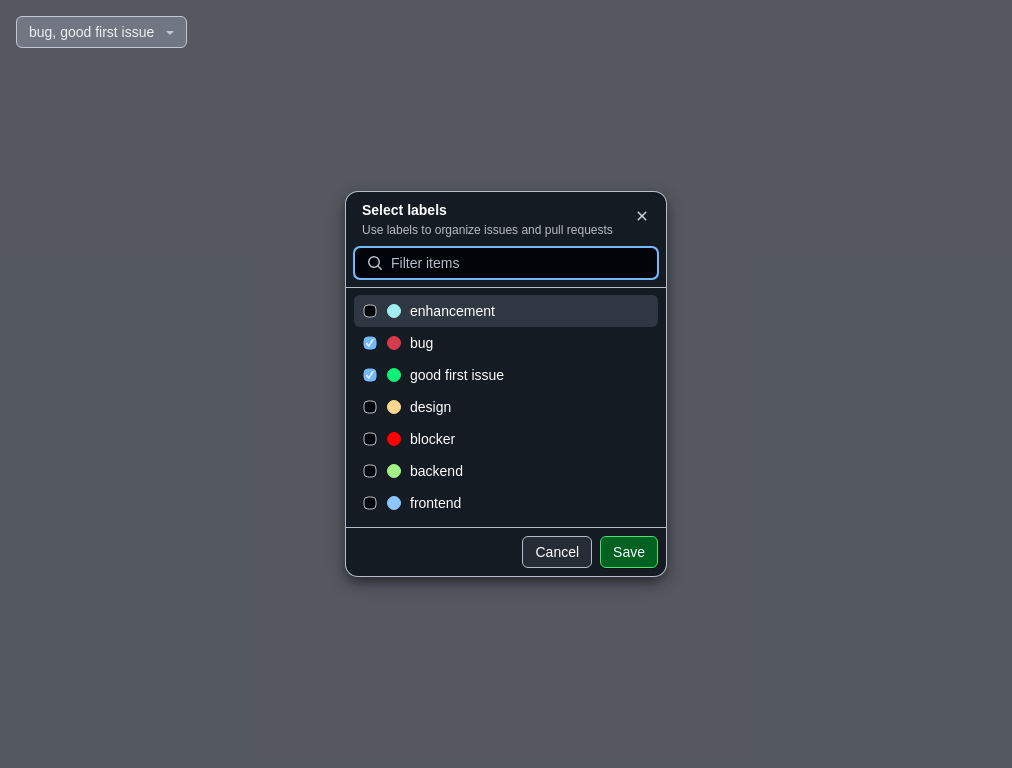 bug, good first issue
Select labels
Use labels to organize issues and pull requests
Filter items
enhancement
bug
good first issue
design
blocker
backend
frontend
Cancel
Save